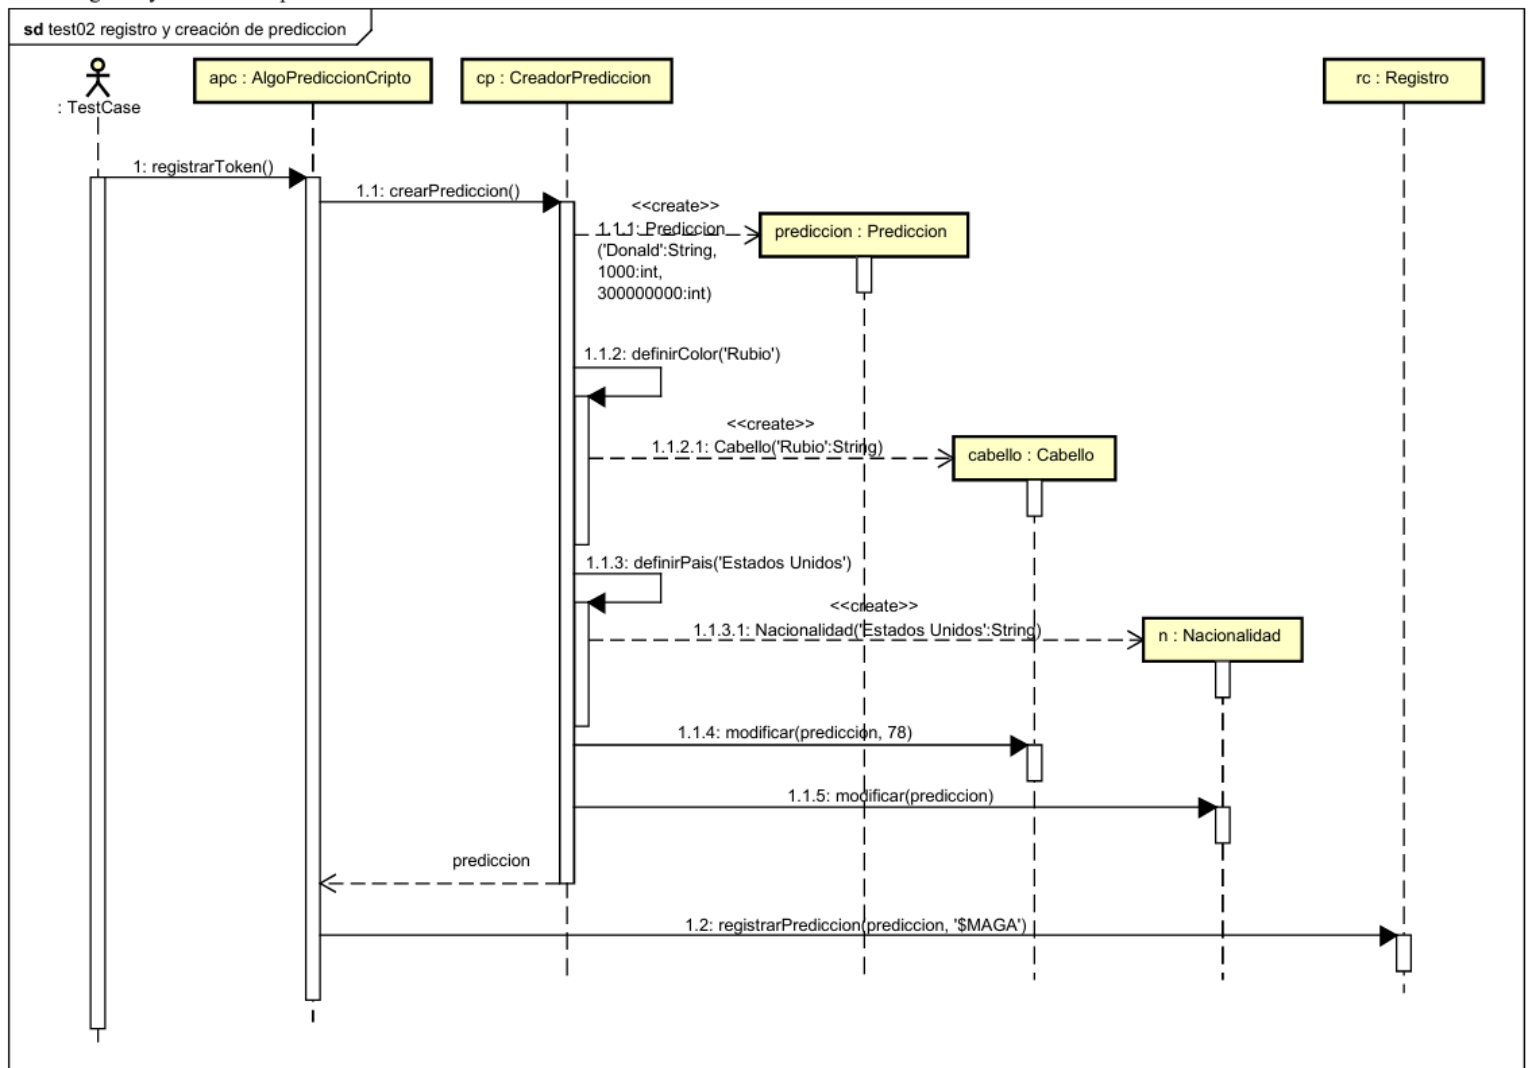 sd test02 registro y creación de prediccion
: TestCase
apc : AlgoPrediccionCripto
cp : CreadorPrediccion
rc : Registro
1: registrarToken()
1.1: crearPrediccion()
<<create>>
1.1.1: Prediccion
('Donald':String,
1000:int,
300000000:int)
prediccion : Prediccion
1.1.2: definirColor('Rubio')
<<create>>
1.1.2.1: Cabello('Rubio':String)
cabello : Cabello
1.1.3: definirPais('Estados Unidos')
<<create>>
1.1.3.1: Nacionalidad('Estados Unidos':String)
n : Nacionalidad
1.1.4: modificar(prediccion, 78)
1.1.5: modificar(prediccion)
prediccion
1.2: registrarPrediccion(prediccion, '$MAGA')